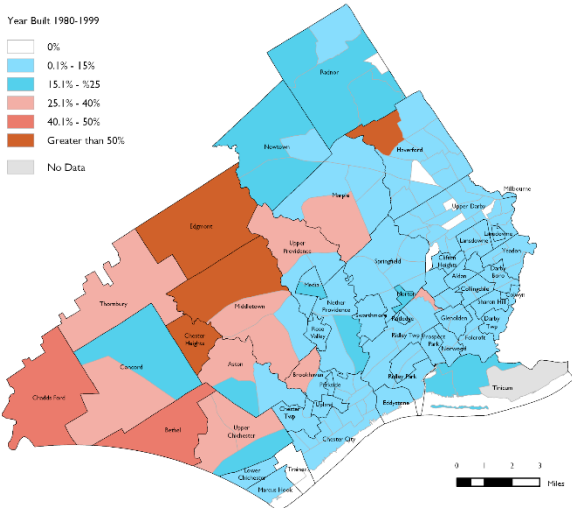 Year Built 1980-1999
0%
0.1% - 15%
15.1% - %25
25.1% - 40%
40.1% - 50%
Greater than 50%
No Data
Radnor
Newtown
Haverford
Marple
Milbourne
Upper Darby
Edgmont
Upper
Providence
Lansdowne
Lansdowne
Yeadon
Springfield
Clifton
Heights
Aldan
Darby
Boro
Media
Collingdale
Colwyn
Thornbury
Middletown
Nether
Providence
Morton
Sharon Hill
Swarthmore
Rutledge
Glenolden
Darby
Twp
Chester
Heights
Rose
Valley
Ridley Twp
Prospect
Park
Folcroft
Norwood
Concord
Aston
Brookhaven
Ridley Park
Tinicum
Chadds Ford
Parkside
Upland
Eddystone
Chester
Twp
Bethel
Upper
Chichester
Chester City
Lower
Chichester
Trainer
Marcus Hook
0 1 2 3
Miles